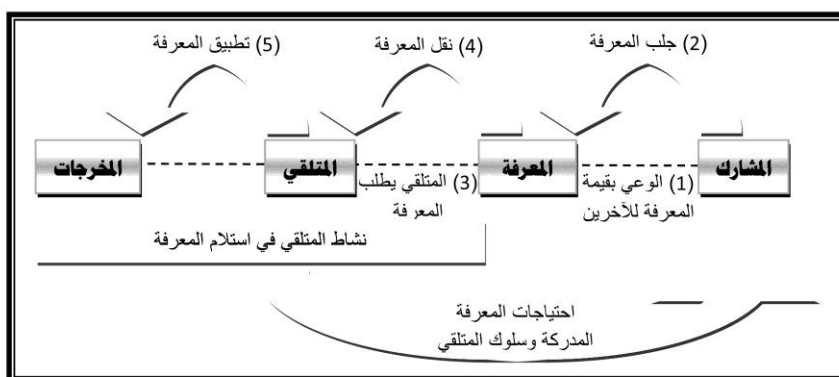 (2) جلب المعرفة
(4) نقل المعرفة
(5) تطبيق المعرفة
المشارك
المعرفة
المتلقي
المخرجات
(1) الوعي بقيمة
المعرفة للآخرين
(3) المتلقي يطلب
المعرفة
نشاط المتلقي في استلام المعرفة
احتياجات المعرفة
المدركة وسلوك المتلقي